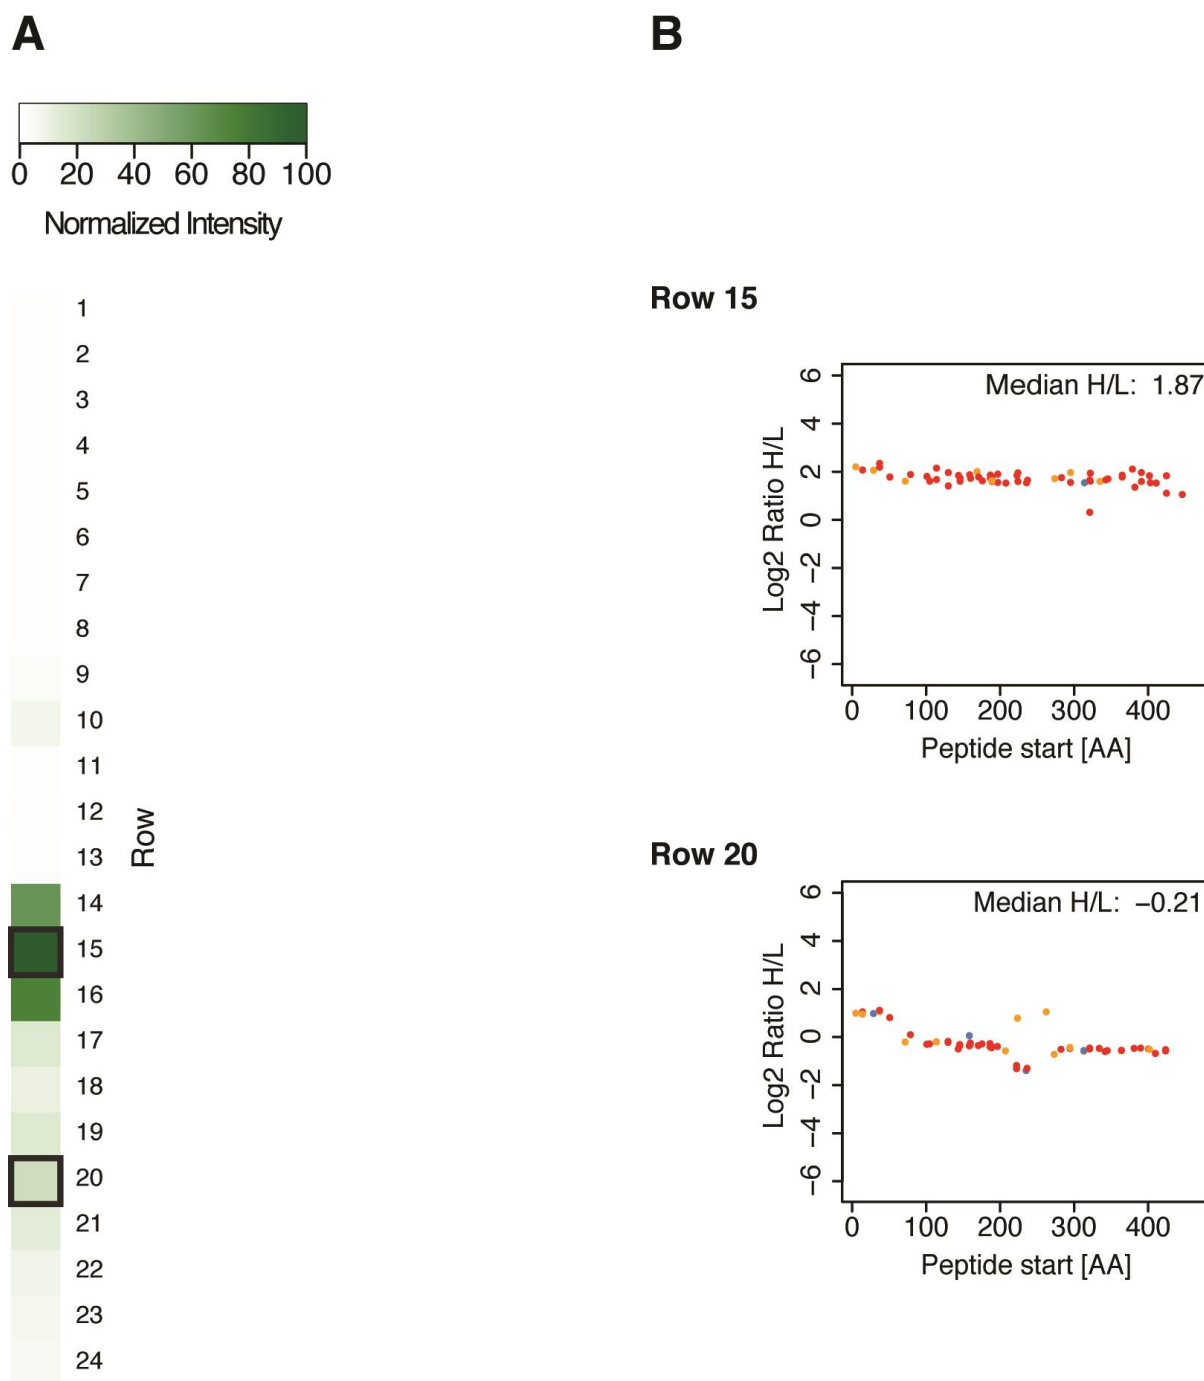 A
B
0 20 40 60 80 100
Normalized Intensity
1
2
3
4
5
6
7
8
9
10
11
12
13
14
15
16
17
18
19
20
21
22
23
24
Row
Row 15
Median H/L: 1.87
6
4
2
0
−2
−4
−6
Log2 Ratio H/L
0 100 200 300 400
Peptide start [AA]
Row 20
Median H/L: −0.21
6
4
2
0
−2
−4
−6
Log2 Ratio H/L
0 100 200 300 400
Peptide start [AA]